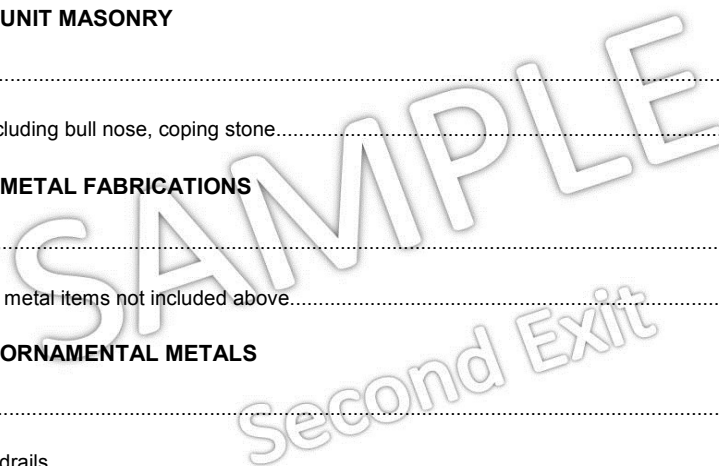 UNIT MASONRY
....................
cluding bull nose, coping stone....................
METAL FABRICATIONS
....................
metal items not included above....................
ORNAMENTAL METALS
....................
drails
SAMPLE
Second Exit